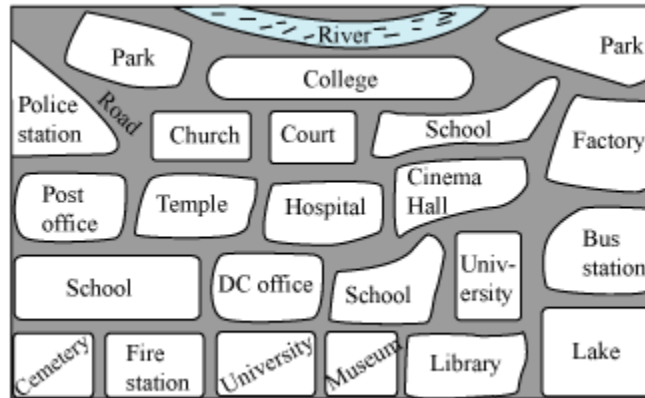 River
Park
Park
College
Police
station
Road
Church
Court
School
Factory
Post
office
Temple
Hospital
Cinema
Hall
Bus
station
School
DC office
School
Univ-
ersity
Cemetery
Fire
station
University
Museum
Library
Lake